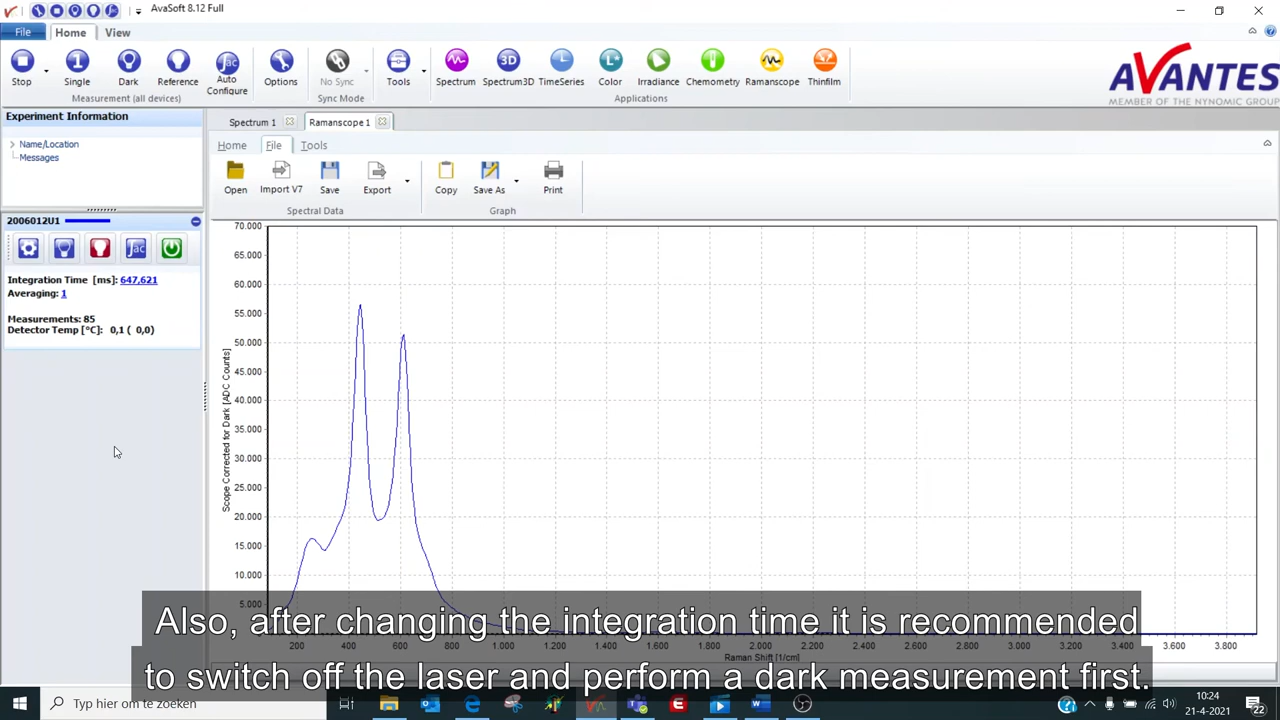 AvaSoft 8.12 Full
File Home View
Stop Single Dark Reference Auto Configure Options No Sync Tools Spectrum Spectrum3D TimeSeries Color Irradiance Chemometry Ramanscope Thinfilm
Measurement (all devices) Sync Mode Applications
AVANTES
MEMBER OF THE NYNOMIC GROUP
Experiment Information
Name/Location
Messages
2006012U1
Integration Time [ms]: 647,621
Averaging: 1
Measurements: 85
Detector Temp [°C]: 0,1 ( 0,0)
Spectrum 1 Ramanscope 1
Home File Tools
Open Import V7 Save Export Copy Save As Print
Spectral Data Graph
70.000
65.000
60.000
55.000
50.000
45.000
40.000
35.000
30.000
25.000
20.000
15.000
10.000
5.000
Scope Corrected for Dark [ADC Counts]
200 400 600 800 1.000 1.200 1.400 1.600 1.800 2.000 2.200 2.400 2.600 2.800 3.000 3.200 3.400 3.600 3.800
Raman Shift [1/cm]
Also, after changing the integration time it is recommended
to switch off the laser and perform a dark measurement first.
Typ hier om te zoeken
10:24
21-4-2021
22